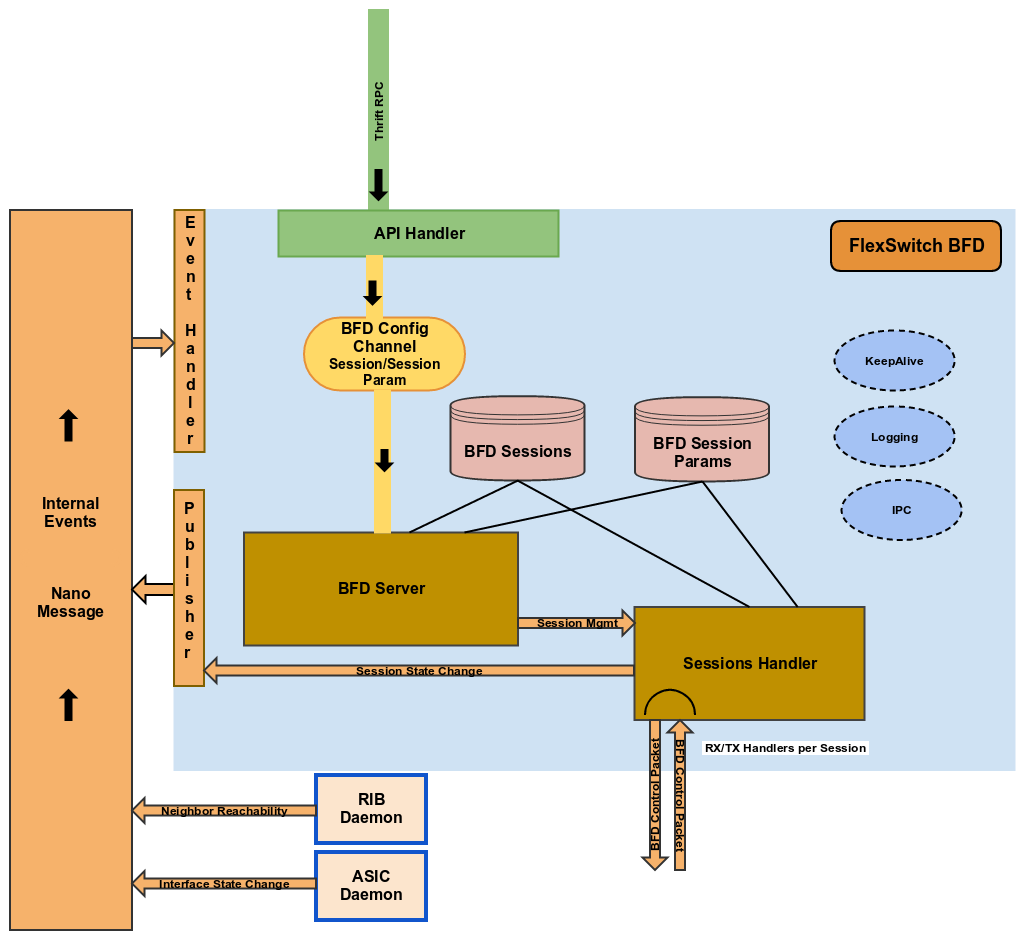 Thrift RPC
API Handler
FlexSwitch BFD
Event Handler
BFD Config
Channel
Session/Session
Param
KeepAlive
Logging
IPC
BFD Sessions
BFD Session
Params
Internal
Events
Nano
Message
Publisher
BFD Server
Session Mgmt
Sessions Handler
Session State Change
RX/TX Handlers per Session
BFD Control Packet
BFD Control Packet
Neighbor Reachability
RIB
Daemon
Interface State Change
ASIC
Daemon